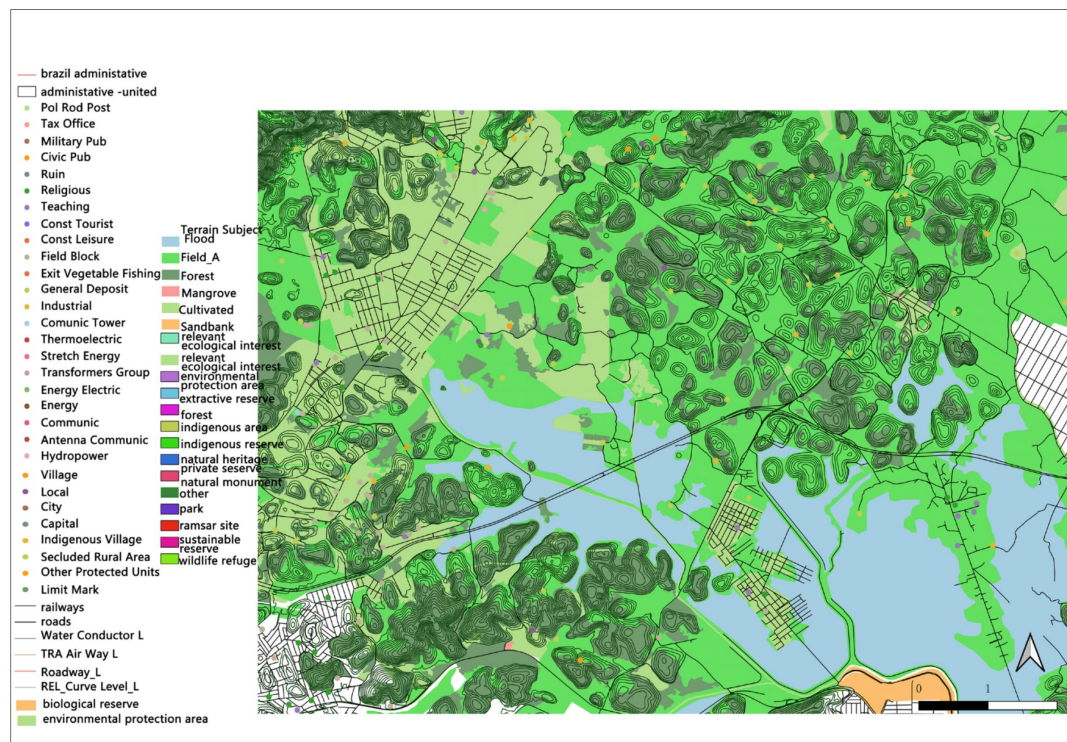 brazil administative
administative -united
Pol Rod Post
Tax Office
Military Pub
Civic Pub
Ruin
Religious
Teaching
Const Tourist
Const Leisure
Field Block
Exit Vegetable Fishing
General Deposit
Industrial
Comunic Tower
Thermoelectric
Stretch Energy
Transformers Group
Energy Electric
Energy
Communic
Antenna Communic
Hydropower
Village
Local
City
Capital
Indigenous Village
Secluded Rural Area
Other Protected Units
Limit Mark
railways
roads
Water Conductor L
TRA Air Way L
Roadway_L
REL_Curve Level_L
biological reserve
environmental protection area
Terrain Subject
Flood
Field_A
Forest
Mangrove
Cultivated
Sandbank
relevant
ecological interest
relevant
ecological interest
environmental
protection area
extractive reserve
forest
indigenous area
indigenous reserve
natural heritage
private seserve
natural monument
other
park
ramsar site
sustainable
reserve
wildlife refuge
0 1